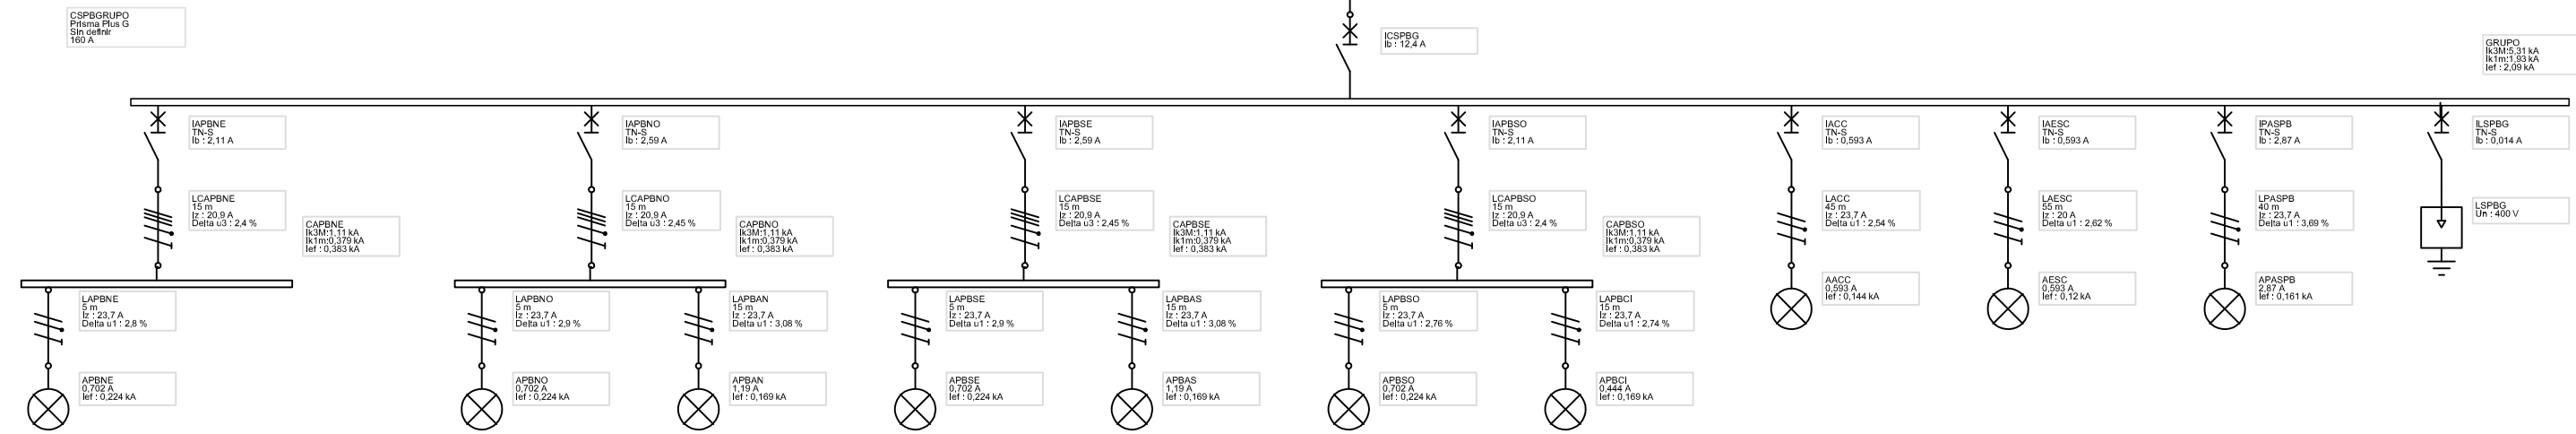 CSPBGRUPO
Prisma Plus G
Sin definir
160 A
ICSPBG
Ib : 12,4 A
GRUPO
Ik3M:5,31 kA
Ik1m:1,93 kA
Ief : 2,09 kA
IAPBNE
TN-S
Ib : 2,11 A
IAPBNO
TN-S
Ib : 2,59 A
IAPBSE
TN-S
Ib : 2,59 A
IAPBSO
TN-S
Ib : 2,11 A
IACC
TN-S
Ib : 0,593 A
IAESC
TN-S
Ib : 0,593 A
IPASPB
TN-S
Ib : 2,87 A
ILSPBG
TN-S
Ib : 0,014 A
LCAPBNE
15 m
Iz : 20,9 A
Delta u3 : 2,4 %
CAPBNE
Ik3M:1,11 kA
Ik1m:0,379 kA
Ief : 0,383 kA
LCAPBNO
15 m
Iz : 20,9 A
Delta u3 : 2,45 %
CAPBNO
Ik3M:1,11 kA
Ik1m:0,379 kA
Ief : 0,383 kA
LCAPBSE
15 m
Iz : 20,9 A
Delta u3 : 2,45 %
CAPBSE
Ik3M:1,11 kA
Ik1m:0,379 kA
Ief : 0,383 kA
LCAPBSO
15 m
Iz : 20,9 A
Delta u3 : 2,4 %
CAPBSO
Ik3M:1,11 kA
Ik1m:0,379 kA
Ief : 0,383 kA
LACC
45 m
Iz : 23,7 A
Delta u1 : 2,54 %
LAESC
55 m
Iz : 20 A
Delta u1 : 2,62 %
LPASPB
40 m
Iz : 23,7 A
Delta u1 : 3,69 %
LSPBG
Un : 400 V
AACC
0,593 A
Ief : 0,144 kA
AESC
0,593 A
Ief : 0,12 kA
APASPB
2,87 A
Ief : 0,161 kA
LAPBNE
5 m
Iz : 23,7 A
Delta u1 : 2,8 %
LAPBNO
5 m
Iz : 23,7 A
Delta u1 : 2,9 %
LAPBAN
15 m
Iz : 23,7 A
Delta u1 : 3,08 %
LAPBSE
5 m
Iz : 23,7 A
Delta u1 : 2,9 %
LAPBAS
15 m
Iz : 23,7 A
Delta u1 : 3,08 %
LAPBSO
5 m
Iz : 23,7 A
Delta u1 : 2,76 %
LAPBCI
15 m
Iz : 23,7 A
Delta u1 : 2,74 %
APBNE
0,702 A
Ief : 0,224 kA
APBNO
0,702 A
Ief : 0,224 kA
APBAN
1,19 A
Ief : 0,169 kA
APBSE
0,702 A
Ief : 0,224 kA
APBAS
1,19 A
Ief : 0,169 kA
APBSO
0,702 A
Ief : 0,224 kA
APBCI
0,444 A
Ief : 0,169 kA